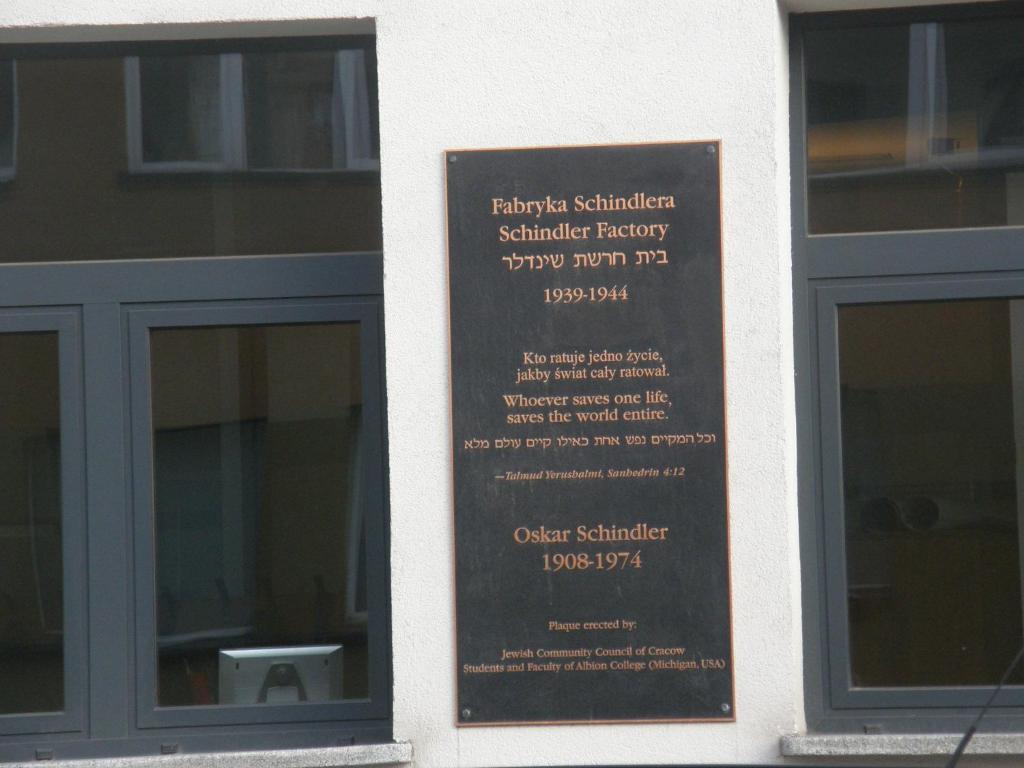 Fabryka Schindlera
Schindler Factory
בית חרשת שינדלר
1939-1944
Kto ratuje jedno życie,
jakby świat cały ratował.
Whoever saves one life,
saves the world entire.
וכל המקיים נפש אחת כאילו קיים עולם מלא
—Talmud Yerushalmi, Sanhedrin 4:12
Oskar Schindler
1908-1974
Plaque erected by:
Jewish Community Council of Cracow
Students and Faculty of Albion College (Michigan, USA)